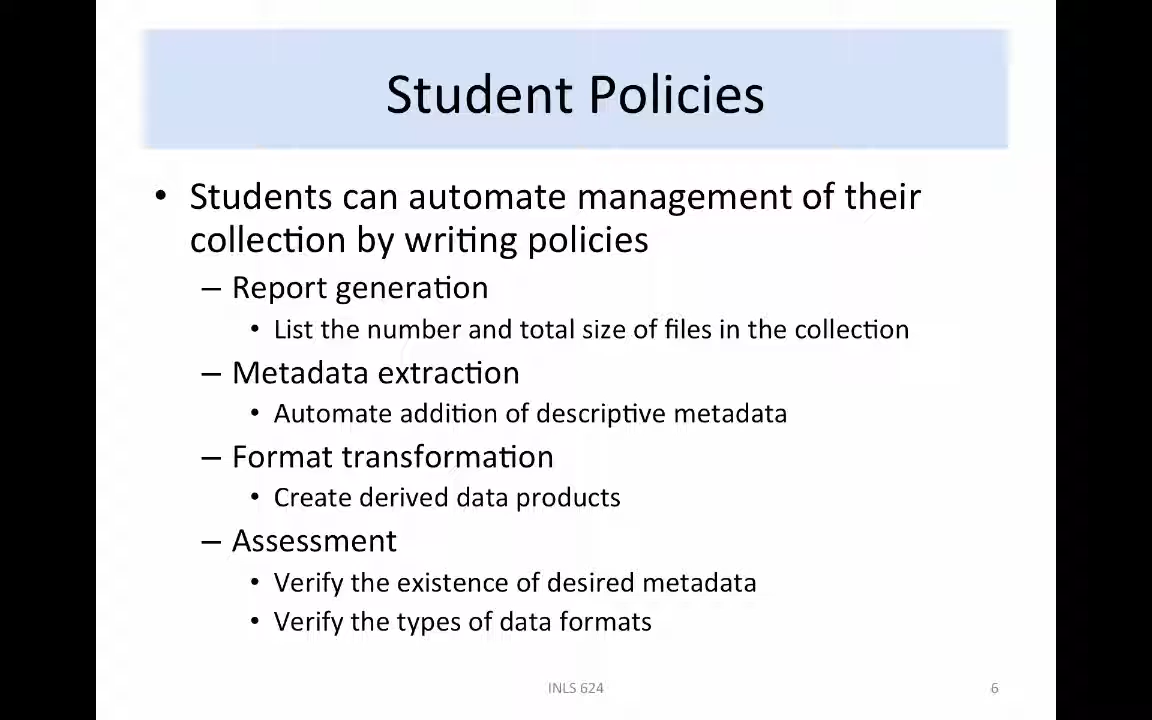 Student Policies
• Students can automate management of their
collection by writing policies
– Report generation
• List the number and total size of files in the collection
– Metadata extraction
• Automate addition of descriptive metadata
– Format transformation
• Create derived data products
– Assessment
• Verify the existence of desired metadata
• Verify the types of data formats
INLS 624
6